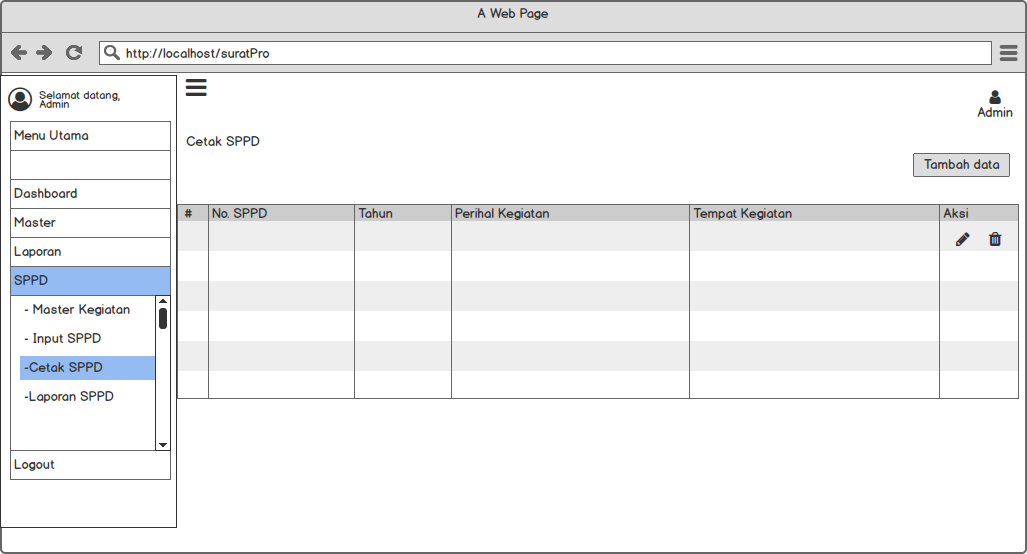 A Web Page
http://localhost/suratPro
Selamat datang,
Admin
Admin
Menu Utama
Dashboard
Master
Laporan
SPPD
- Master Kegiatan
- Input SPPD
-Cetak SPPD
-Laporan SPPD
Logout
Cetak SPPD
Tambah data
# No. SPPD Tahun Perihal Kegiatan Tempat Kegiatan Aksi